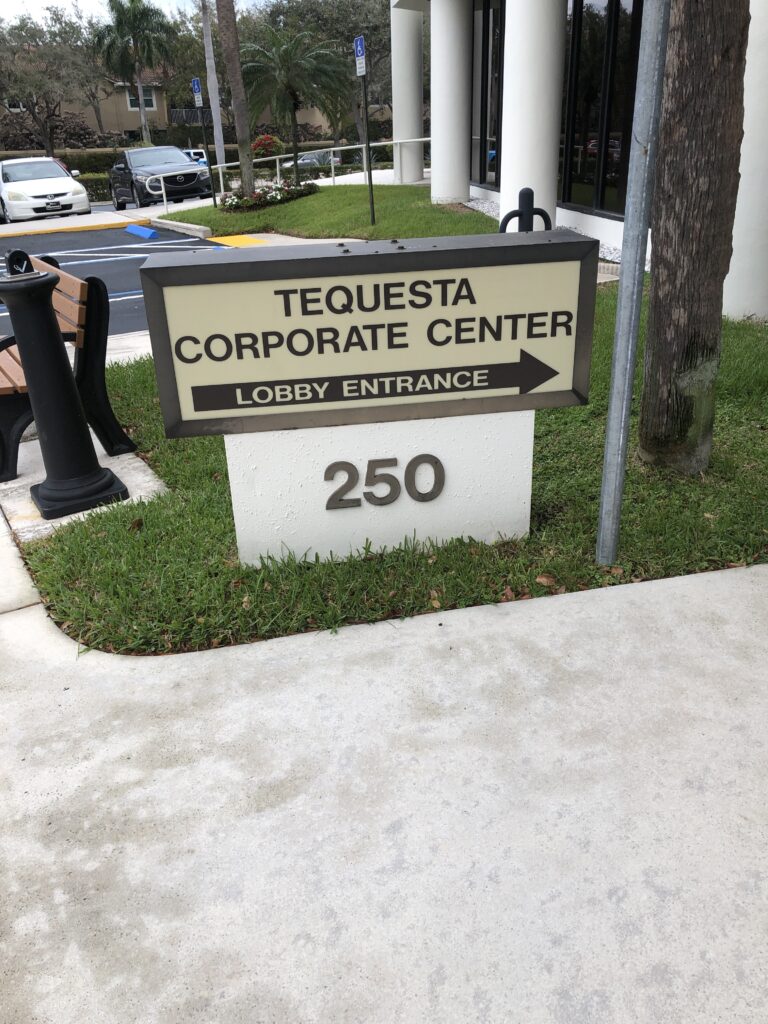 TEQUESTA
CORPORATE CENTER
LOBBY ENTRANCE
250